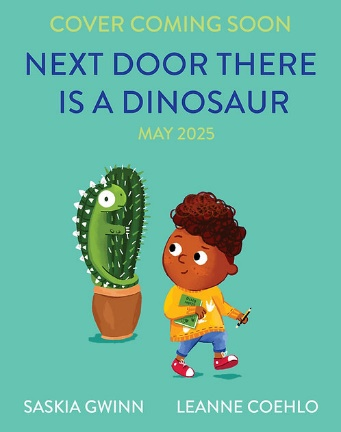 COVER COMING SOON
NEXT DOOR THERE
IS A DINOSAUR
MAY 2025
SASKIA GWINN
LEANNE COEHLO